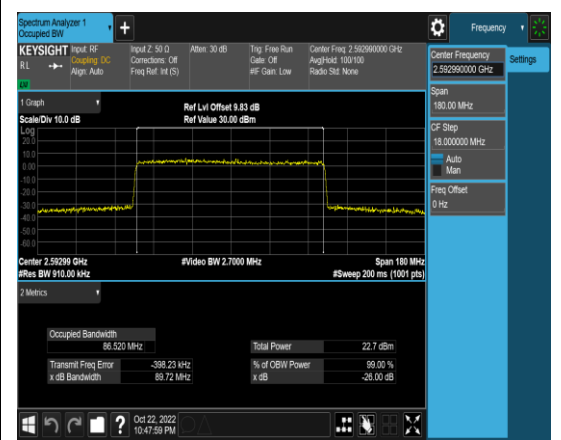 Spectrum Analyzer 1
Occupied BW
Frequency
KEYSIGHT
RL
Input: RF
Coupling: DC
Align: Auto
Input Z: 50 Ω
Corrections: Off
Freq Ref: Int (S)
Atten: 30 dB
Trig: Free Run
Gate: Off
#IF Gain: Low
Center Freq: 2.592990000 GHz
Avg|Hold: 100/100
Radio Std: None
Center Frequency
2.592990000 GHz
Settings
Span
180.00 MHz
CF Step
18.000000 MHz
Auto
Man
Freq Offset
0 Hz
1 Graph
Scale/Div 10.0 dB
Ref Lvl Offset 9.83 dB
Ref Value 30.00 dBm
Log
20.0
10.0
0.00
-10.0
-20.0
-30.0
-40.0
-50.0
-60.0
Center 2.59299 GHz
#Res BW 910.00 kHz
#Video BW 2.7000 MHz
Span 180 MHz
#Sweep 200 ms (1001 pts)
2 Metrics
Occupied Bandwidth
86.520 MHz
Total Power 22.7 dBm
Transmit Freq Error -398.23 kHz
% of OBW Power 99.00 %
x dB Bandwidth 89.72 MHz
x dB -26.00 dB
?
Oct 22, 2022
10:47:59 PM